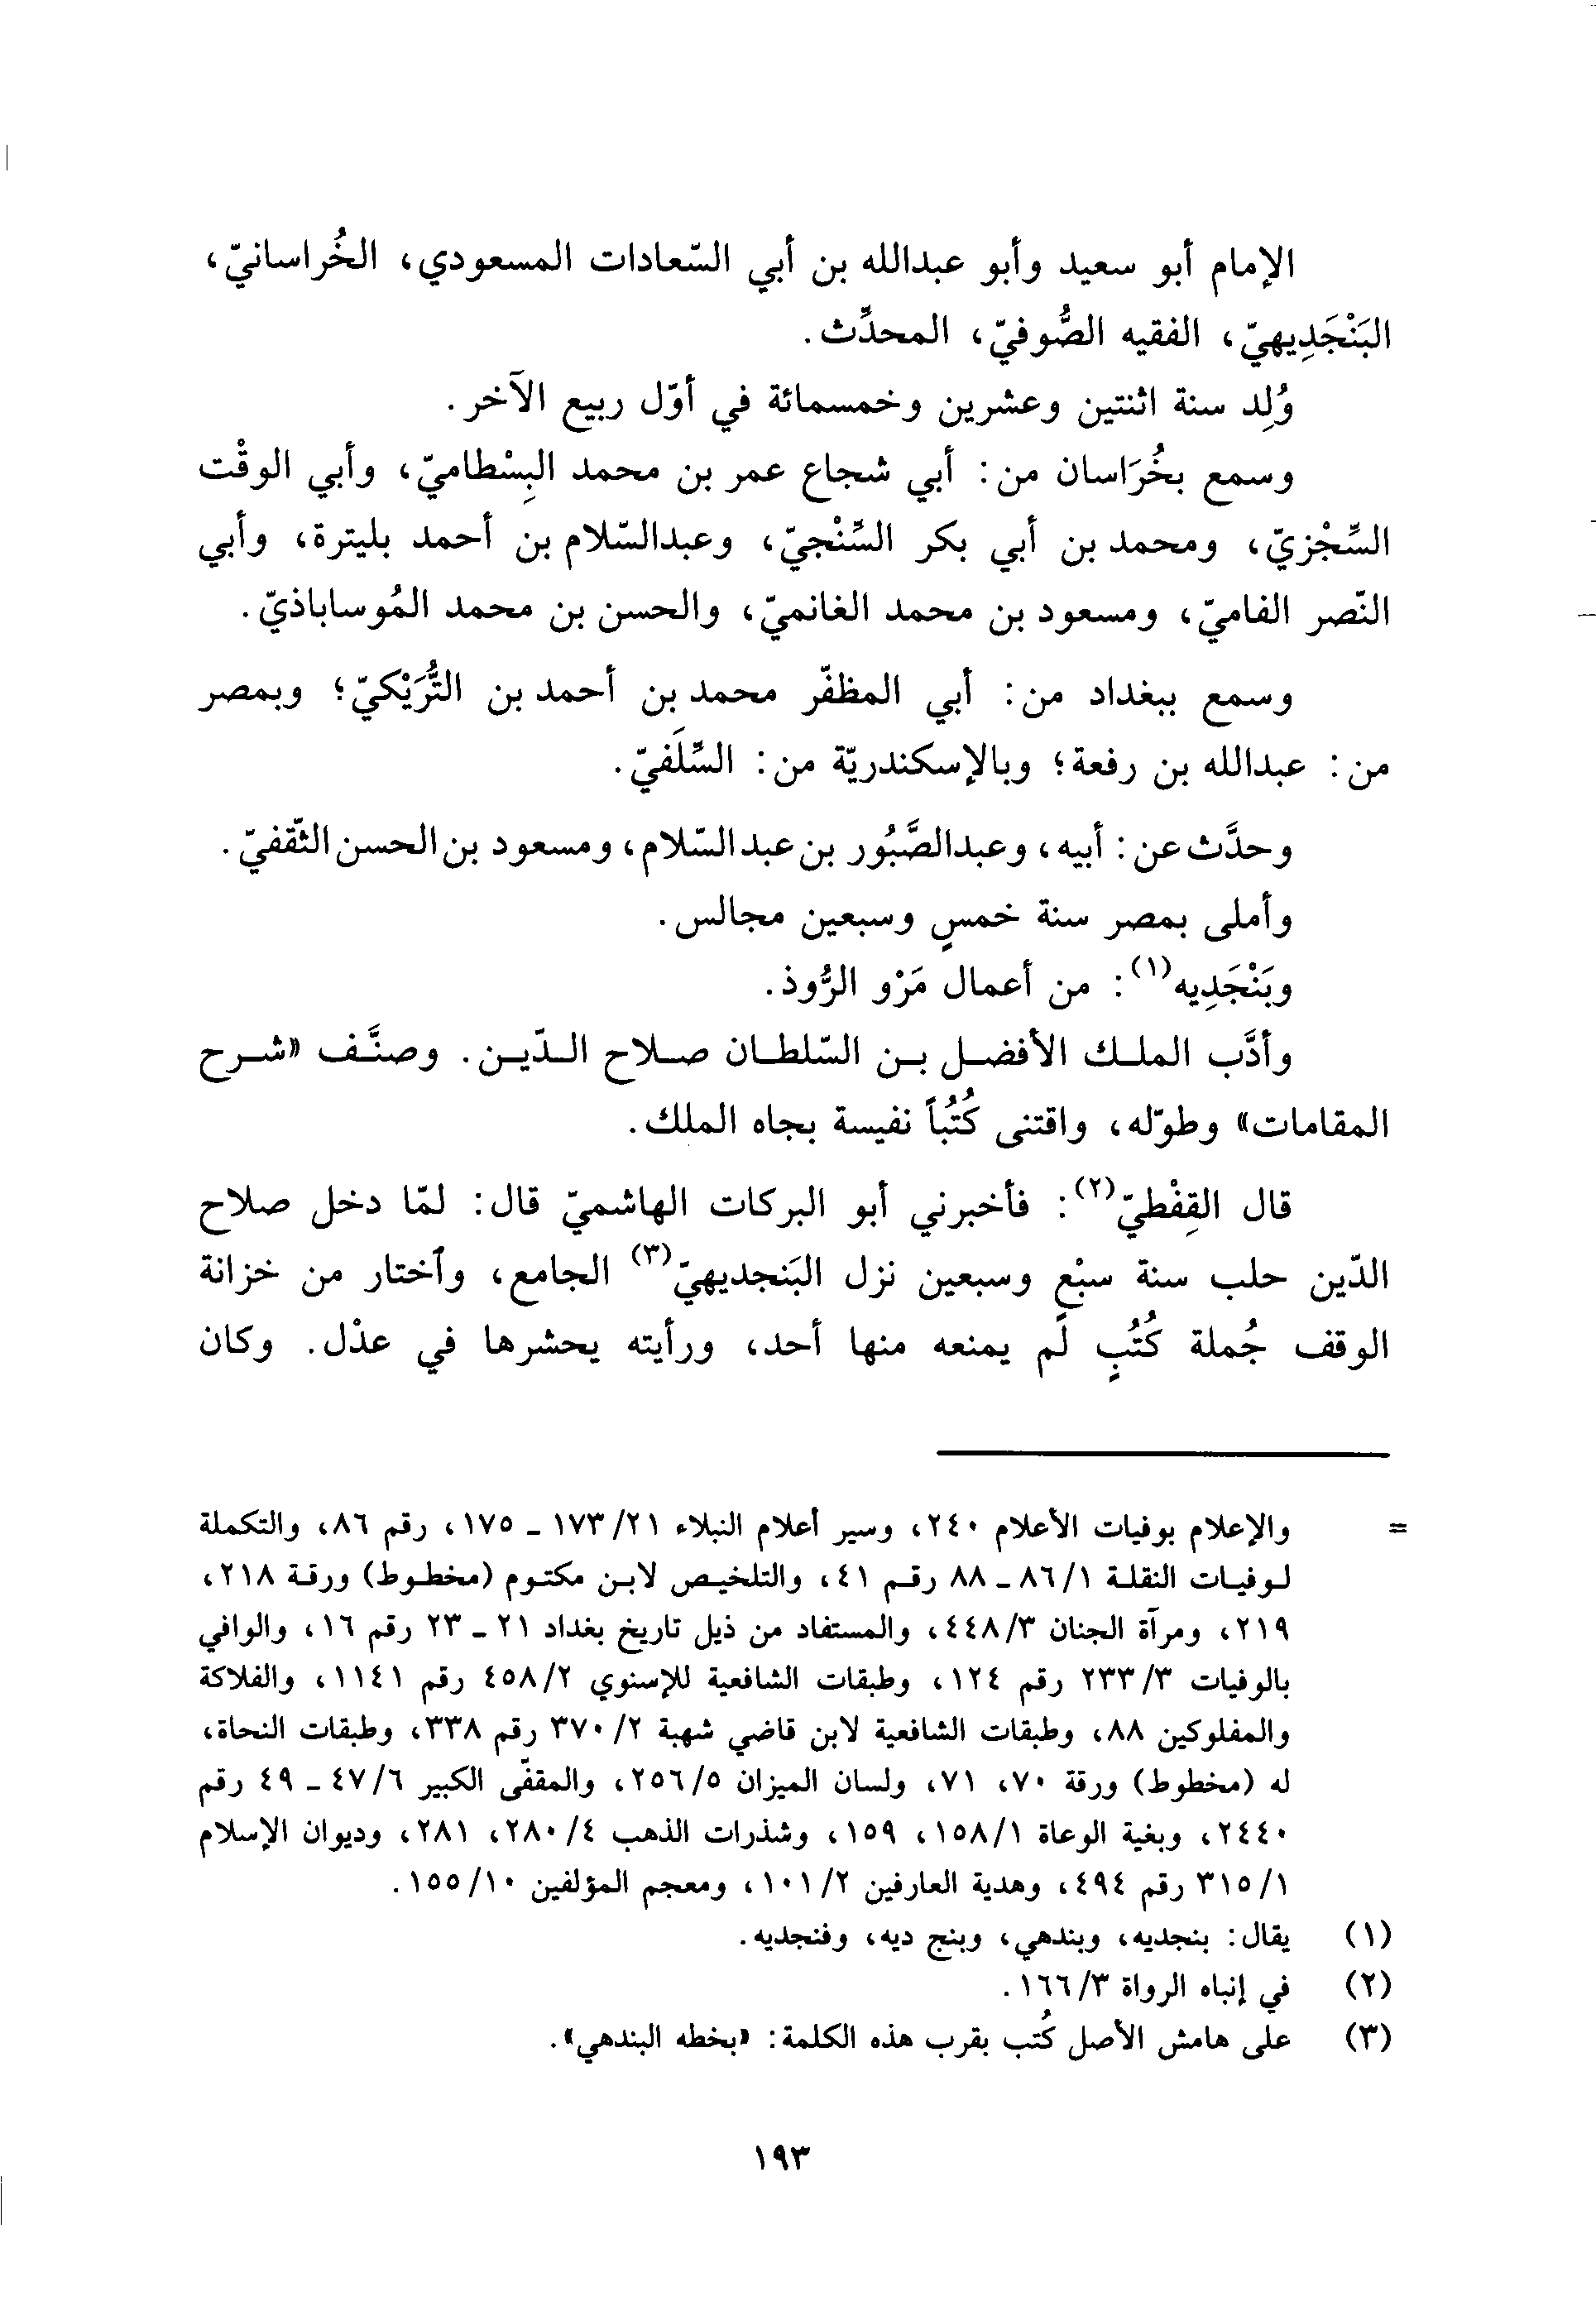 الإمام أبو سعيد وأبو عبدالله بن أبي السّعادات المسعودي، الخُراسانيّ،
البَنْجَدِيهيّ، الفقيه الصُّوفيّ، المحدِّث.
وُلِد سنة اثنتين وعشرين وخمسمائة في أوّل ربيع الآخر.
وسمع بخُرَاسان من: أبي شجاع عمر بن محمد البِسْطاميّ، وأبي الوقْت
السِّجْزيّ، ومحمد بن أبي بكر السِّنْجيّ، وعبدالسّلام بن أحمد بليترة، وأبي
النّصر الفاميّ، ومسعود بن محمد الغانميّ، والحسن بن محمد المُوساباذيّ.
وسمع ببغداد من: أبي المظفّر محمد بن أحمد بن التُّرَيْكيّ؛ وبمصر
من: عبدالله بن رفعة؛ وبالإسكندريّة من: السِّلَفيّ.
وحدَّث عن: أبيه، وعبدالصَّبُور بن عبدالسّلام، ومسعود بن الحسن الثّقفيّ.
وأملى بمصر سنة خمسٍ وسبعين مجالس.
وبَنْجَدِيه(١): من أعمال مَرْو الرُّوذ.
وأدَّب الملك الأفضل بن السّلطان صلاح الدّين. وصنَّف «شرح
المقامات» وطوّله، واقتنى كُتُباً نفيسة بجاه الملك.
قال القِفْطيّ(٢): فأخبرني أبو البركات الهاشميّ قال: لمّا دخل صلاح
الدّين حلب سنة سبْعٍ وسبعين نزل البَنجديهيّ(٣) الجامع، وٱختار من خزانة
الوقف جُملة كُتُبٍ لَم يمنعه منها أحد، ورأيته يحشرها في عدْل. وكان
= والإعلام بوفيات الأعلام ٢٤٠، وسير أعلام النبلاء ٢١/١٧٣ - ١٧٥، رقم ٨٦، والتكملة
لوفيات النقلة ١/٨٦ - ٨٨ رقم ٤١، والتلخيص لابن مكتوم (مخطوط) ورقة ٢١٨،
٢١٩، ومرآة الجنان ٣/٤٤٨، والمستفاد من ذيل تاريخ بغداد ٢١ - ٢٣ رقم ١٦، والوافي
بالوفيات ٣/٢٣٣ رقم ١٢٤، وطبقات الشافعية للإسنوي ٢/٤٥٨ رقم ١١٤١، والفلاكة
والمفلوكين ٨٨، وطبقات الشافعية لابن قاضي شهبة ٢/٣٧٠ رقم ٣٣٨، وطبقات النحاة،
له (مخطوط) ورقة ٧٠، ٧١، ولسان الميزان ٥/٢٥٦، والمقفّى الكبير ٦/٤٧ - ٤٩ رقم
٢٤٤٠، وبغية الوعاة ١/١٥٨، ١٥٩، وشذرات الذهب ٤/٢٨٠، ٢٨١، وديوان الإسلام
١/٣١٥ رقم ٤٩٤، وهدية العارفين ٢/١٠١، ومعجم المؤلفين ١٠/١٥٥.
(١) يقال: بنجديه، وبندهي، وبنج ديه، وفنجديه.
(٢) في إنباه الرواة ٣/١٦٦.
(٣) على هامش الأصل كُتب بقرب هذه الكلمة: «بخطه البندهي».
١٩٣